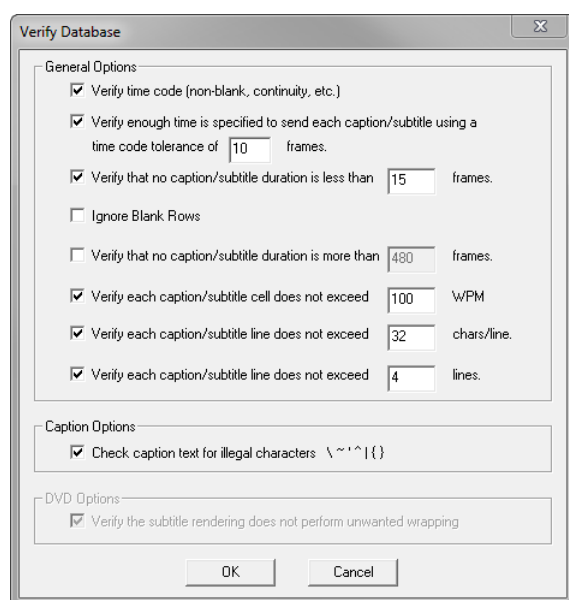 Verify Database
General Options
Verify time code (non-blank, continuity, etc.)
Verify enough time is specified to send each caption/subtitle using a
time code tolerance of 10 frames.
Verify that no caption/subtitle duration is less than 15 frames.
Ignore Blank Rows
Verify that no caption/subtitle duration is more than 480 frames.
Verify each caption/subtitle cell does not exceed 100 WPM
Verify each caption/subtitle line does not exceed 32 chars/line.
Verify each caption/subtitle line does not exceed 4 lines.
Caption Options
Check caption text for illegal characters \ ~ ' ^ | { }
DVD Options
Verify the subtitle rendering does not perform unwanted wrapping
OK Cancel